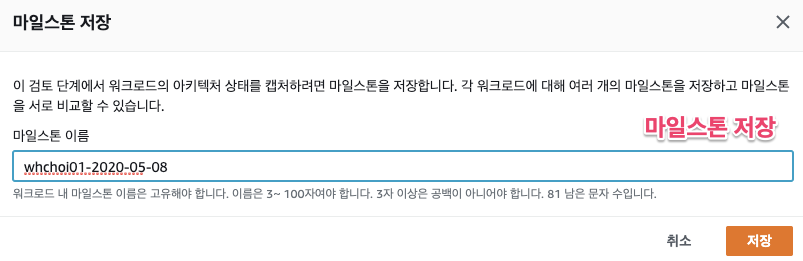 마일스톤 저장
이 검토 단계에서 워크로드의 아키텍처 상태를 캡처하려면 마일스톤을 저장합니다. 각 워크로드에 대해 여러 개의 마일스톤을 저장하고 마일스톤
을 서로 비교할 수 있습니다.
마일스톤 이름
마일스톤 저장
whchoi01-2020-05-08
워크로드 내 마일스톤 이름은 고유해야 합니다. 이름은 3~ 100자여야 합니다. 3자 이상은 공백이 아니어야 합니다. 81 남은 문자 수입니다.
취소
저장